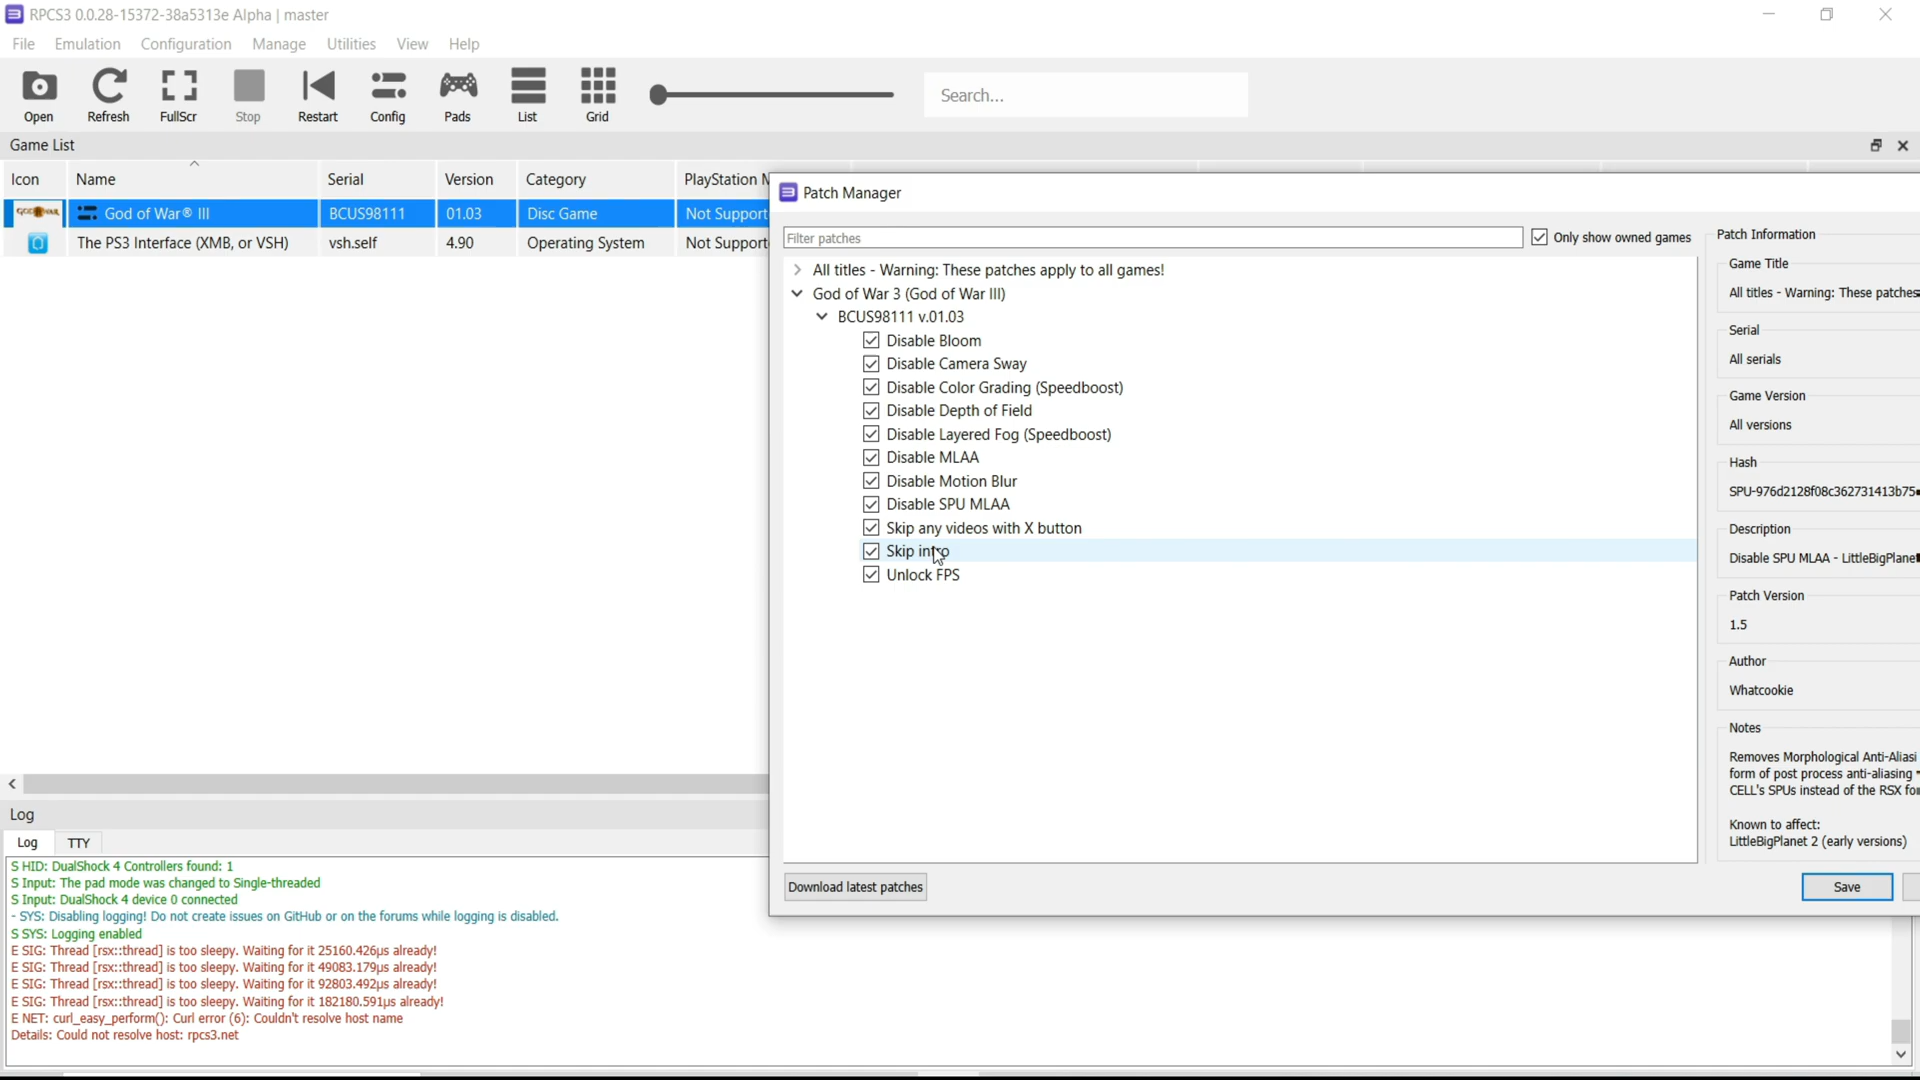 RPCS3 0.0.28-15372-38a5313e Alpha | master
File Emulation Configuration Manage Utilities View Help
Open Refresh FullScr Stop Restart Config Pads List Grid Search...
Game List
Icon Name Serial Version Category PlayStation
God of War® III BCUS98111 01.03 Disc Game Not Support
The PS3 Interface (XMB, or VSH) vsh.self 4.90 Operating System Not Support
Patch Manager
Filter patches
Only show owned games
All titles - Warning: These patches apply to all games!
God of War 3 (God of War III)
BCUS98111 v.01.03
Disable Bloom
Disable Camera Sway
Disable Color Grading (Speedboost)
Disable Depth of Field
Disable Layered Fog (Speedboost)
Disable MLAA
Disable Motion Blur
Disable SPU MLAA
Skip any videos with X button
Skip intro
Unlock FPS
Download latest patches
Patch Information
Game Title
All titles - Warning: These patches
Serial
All serials
Game Version
All versions
Hash
SPU-976d2128f08c362731413b75
Description
Disable SPU MLAA - LittleBigPlanet
Patch Version
1.5
Author
Whatcookie
Notes
Removes Morphological Anti-Aliasi
form of post process anti-aliasing
CELL's SPUs instead of the RSX for
Known to affect:
LittleBigPlanet 2 (early versions)
Save
Log
Log TTY
S HID: DualShock 4 Controllers found: 1
S Input: The pad mode was changed to Single-threaded
S Input: DualShock 4 device 0 connected
- SYS: Disabling logging! Do not create issues on GitHub or on the forums while logging is disabled.
S SYS: Logging enabled
E SIG: Thread [rsx::thread] is too sleepy. Waiting for it 25160.426µs already!
E SIG: Thread [rsx::thread] is too sleepy. Waiting for it 49083.179µs already!
E SIG: Thread [rsx::thread] is too sleepy. Waiting for it 92803.492µs already!
E SIG: Thread [rsx::thread] is too sleepy. Waiting for it 182180.591µs already!
E NET: curl_easy_perform(): Curl error (6): Couldn't resolve host name
Details: Could not resolve host: rpcs3.net